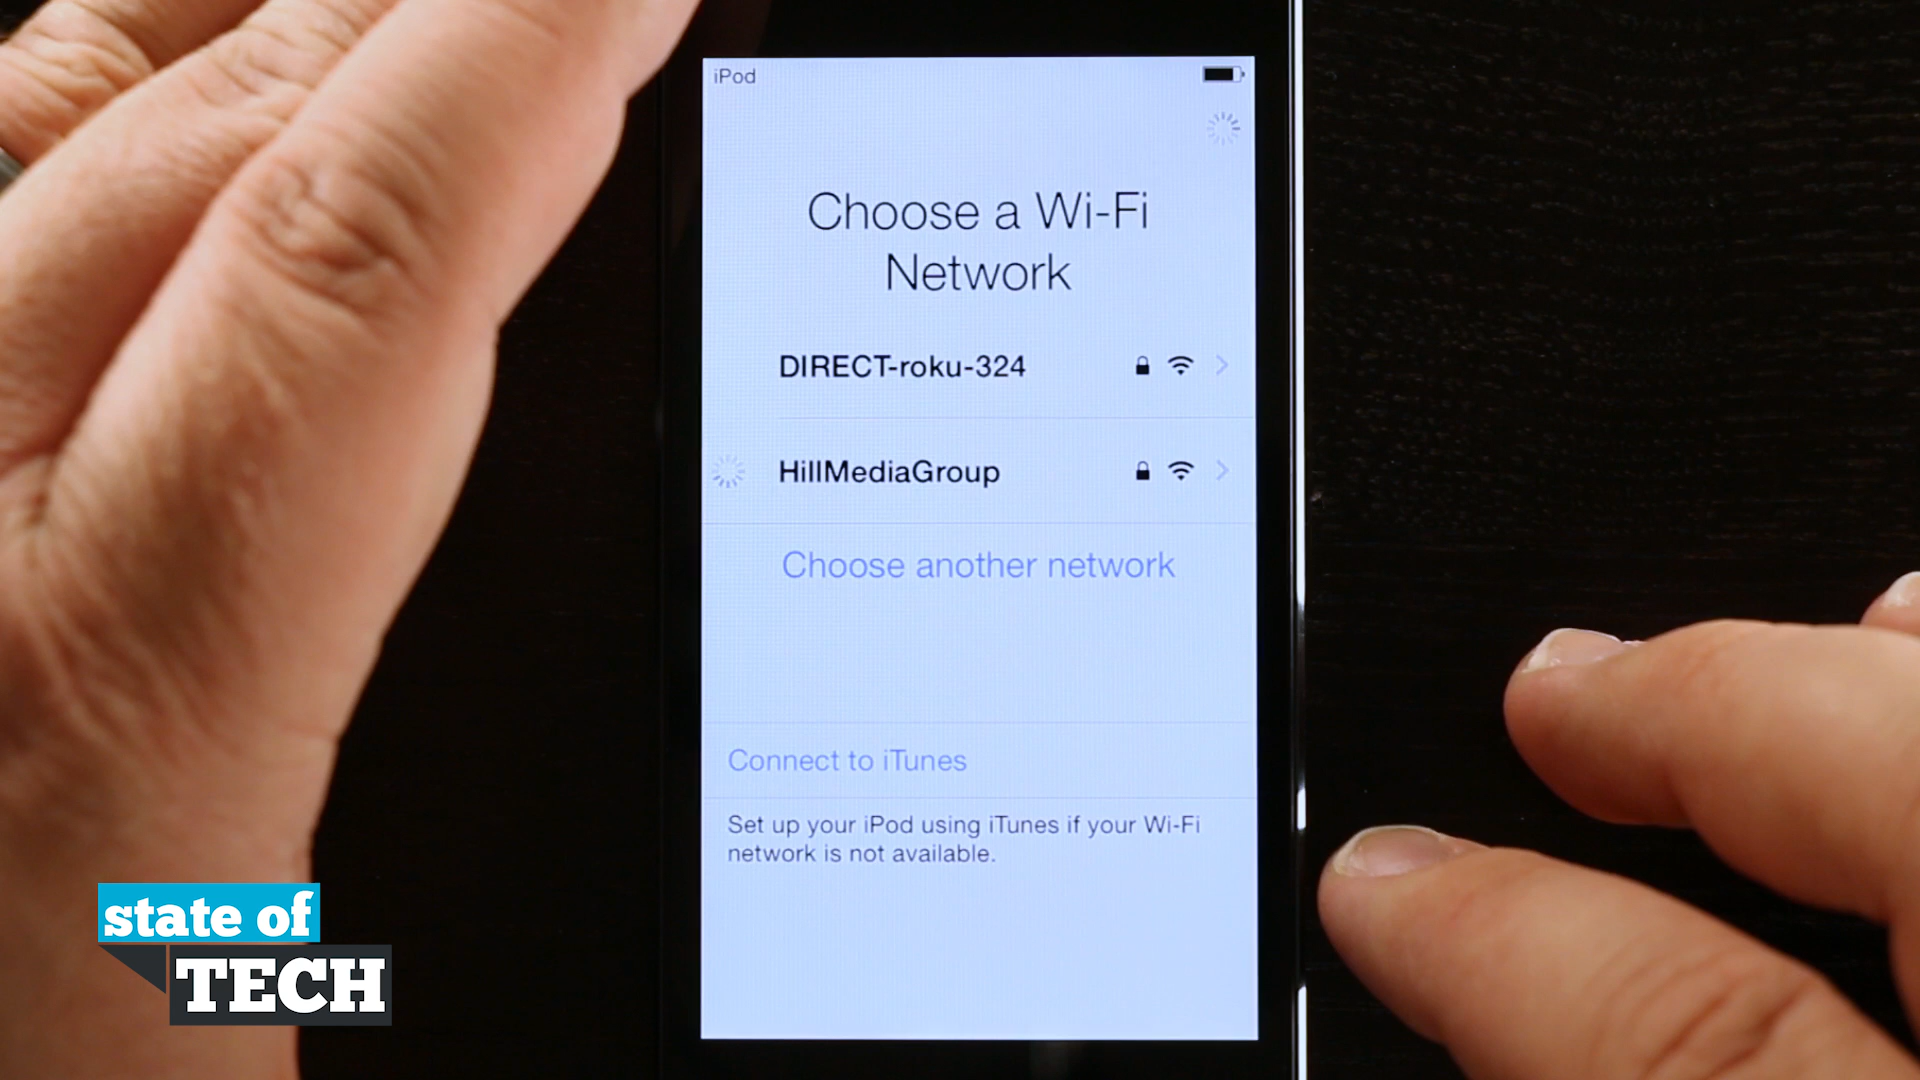 iPod
Choose a Wi-Fi
Network
DIRECT-roku-324
HillMediaGroup
Choose another network
Connect to iTunes
Set up your iPod using iTunes if your Wi-Fi
network is not available.
state of
TECH